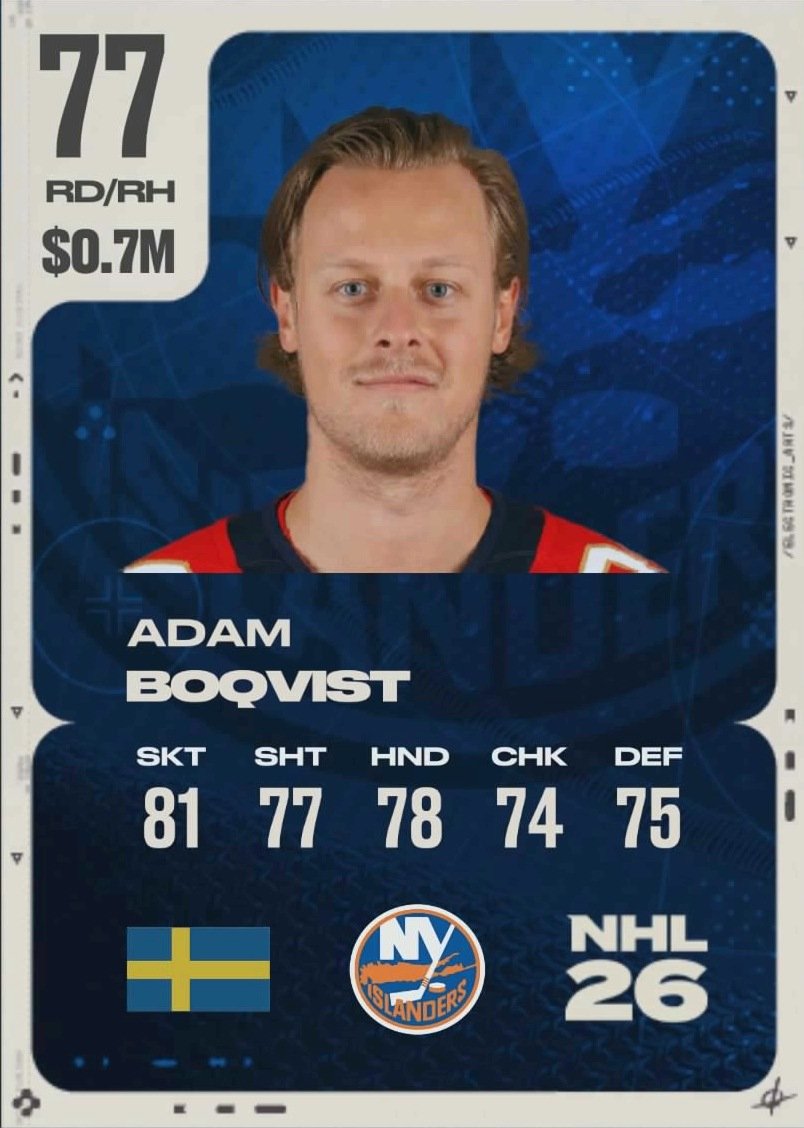 77
RD/RH
$0.7M
/ELECTRONIC_ARTS/
ADAM
BOQVIST
SKT SHT HND CHK DEF
81 77 78 74 75
NY
ISLANDERS
NHL
26